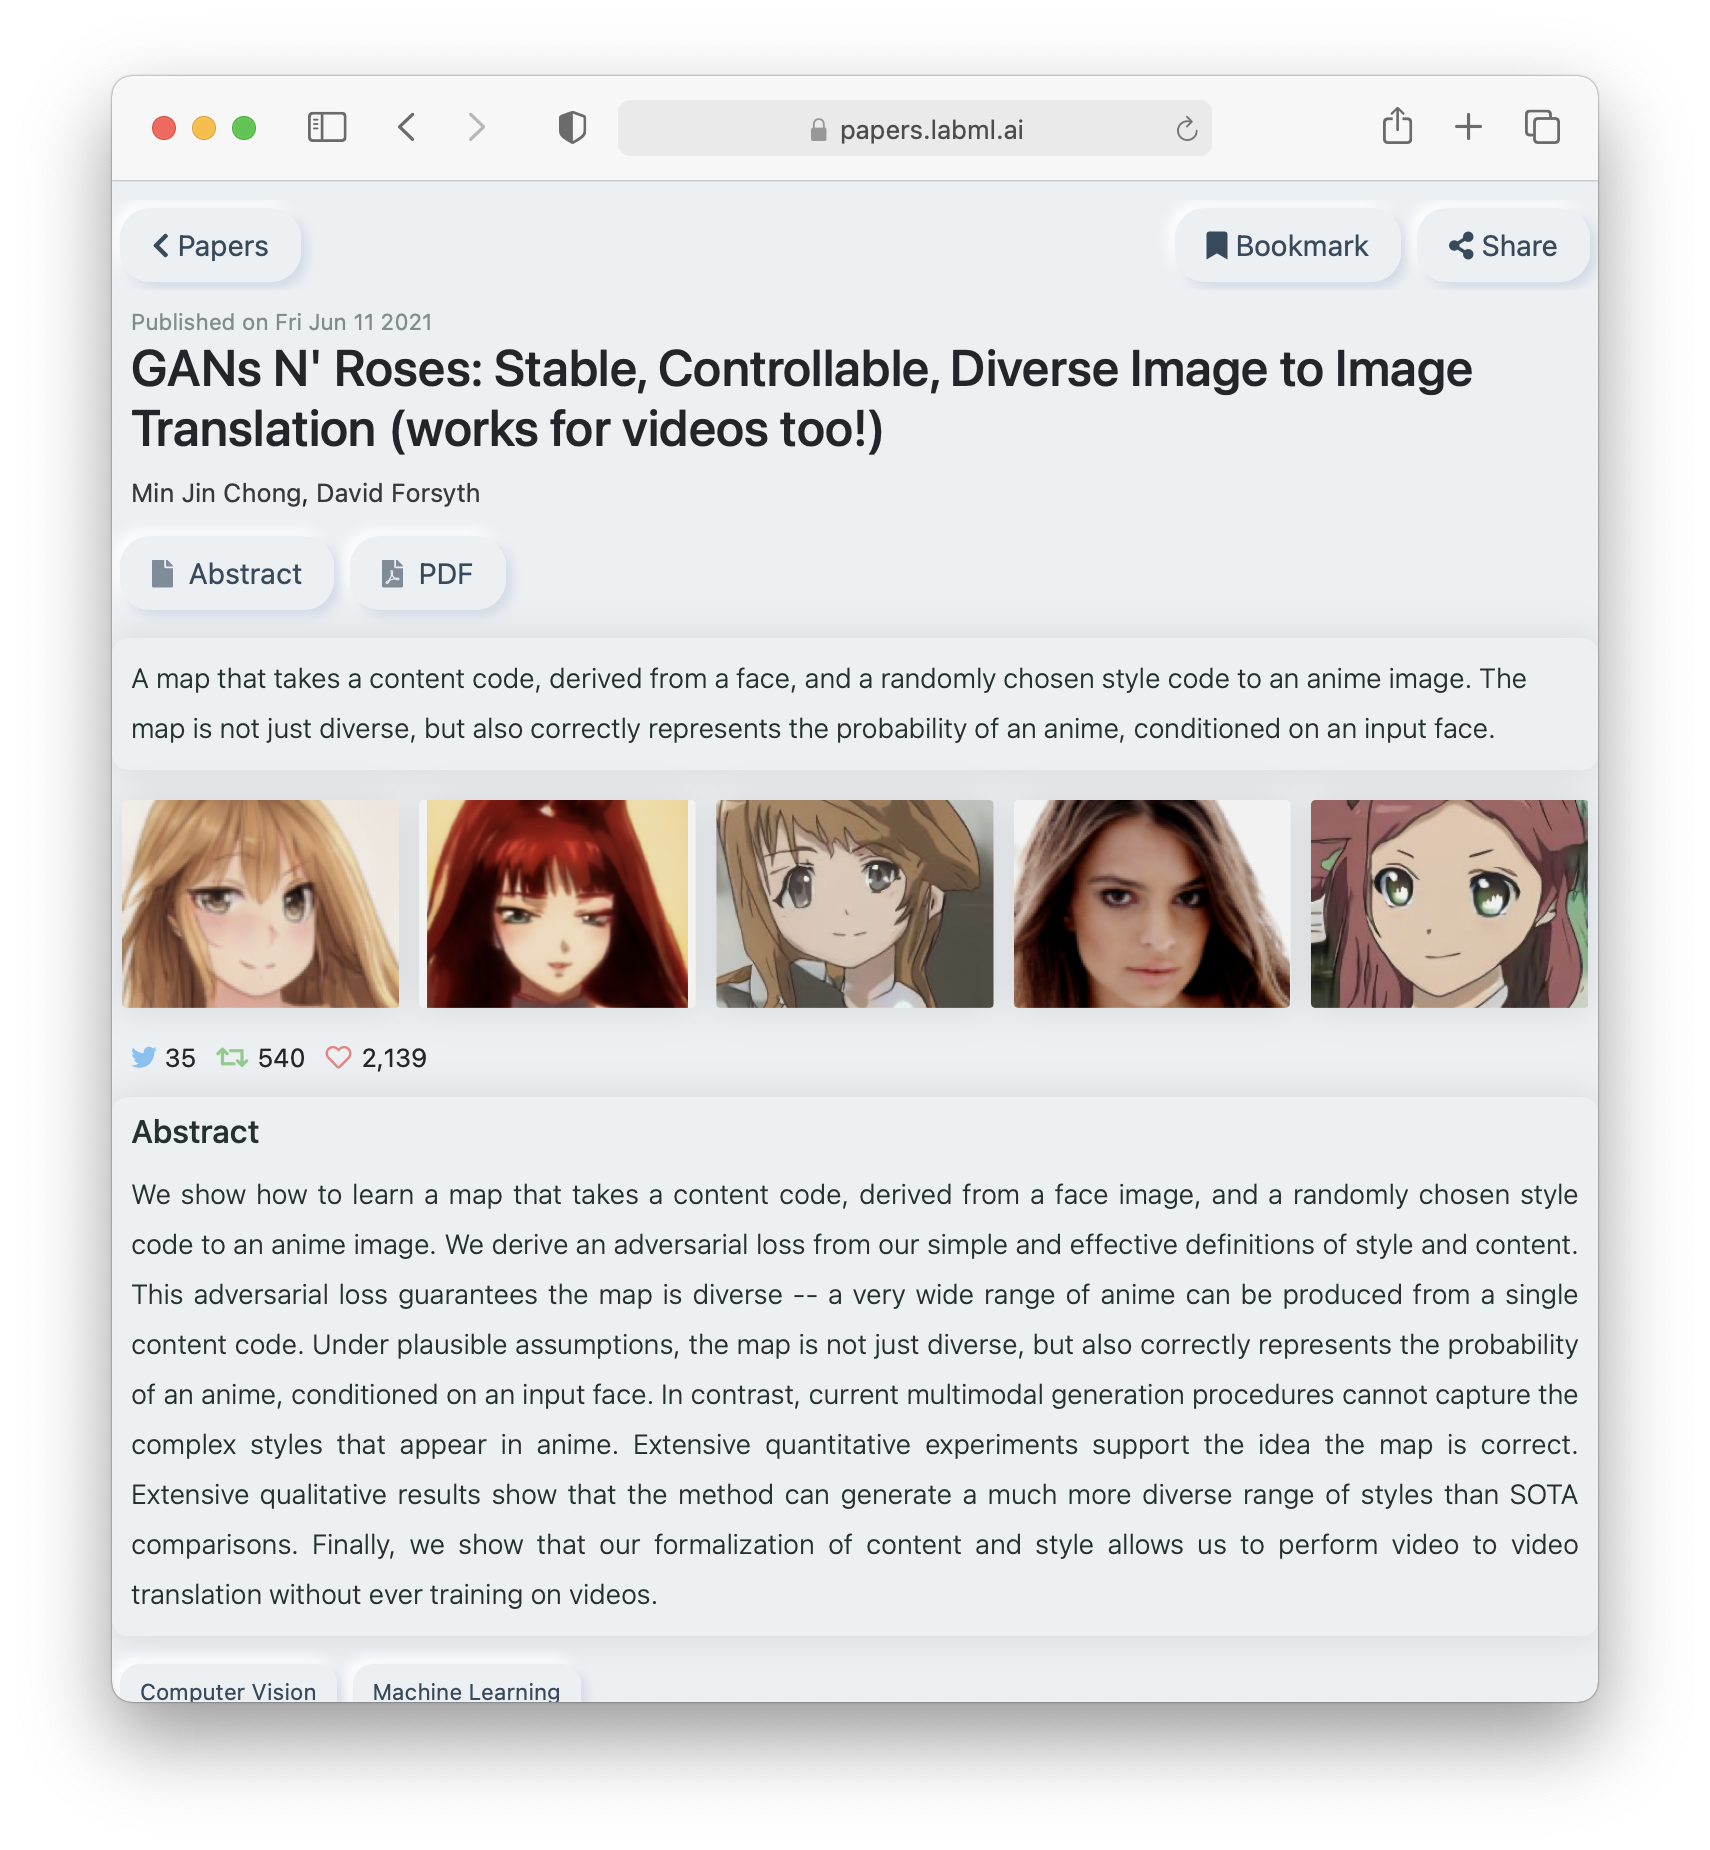 papers.labml.ai
Papers
Bookmark
Share
Published on Fri Jun 11 2021
GANs N' Roses: Stable, Controllable, Diverse Image to Image
Translation (works for videos too!)
Min Jin Chong, David Forsyth
Abstract
PDF
A map that takes a content code, derived from a face, and a randomly chosen style code to an anime image. The
map is not just diverse, but also correctly represents the probability of an anime, conditioned on an input face.
35 540 2,139
Abstract
We show how to learn a map that takes a content code, derived from a face image, and a randomly chosen style
code to an anime image. We derive an adversarial loss from our simple and effective definitions of style and content.
This adversarial loss guarantees the map is diverse -- a very wide range of anime can be produced from a single
content code. Under plausible assumptions, the map is not just diverse, but also correctly represents the probability
of an anime, conditioned on an input face. In contrast, current multimodal generation procedures cannot capture the
complex styles that appear in anime. Extensive quantitative experiments support the idea the map is correct.
Extensive qualitative results show that the method can generate a much more diverse range of styles than SOTA
comparisons. Finally, we show that our formalization of content and style allows us to perform video to video
translation without ever training on videos.
Computer Vision
Machine Learning